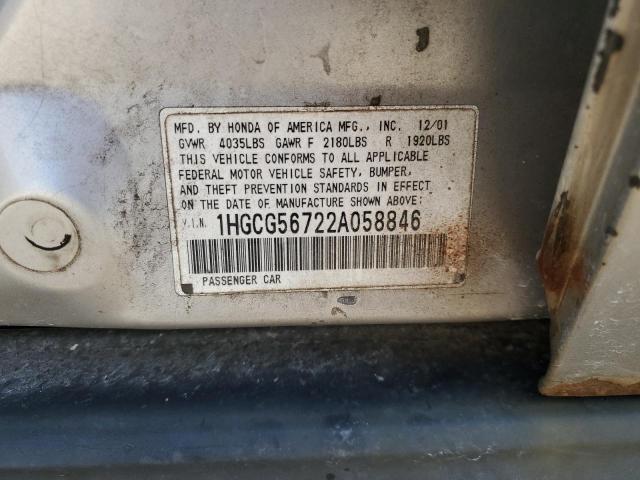 MFD. BY HONDA OF AMERICA MFG., INC. 12/01
GVWR 4035LBS GAWR F 2180LBS R 1920LBS
THIS VEHICLE CONFORMS TO ALL APPLICABLE
FEDERAL MOTOR VEHICLE SAFETY, BUMPER,
AND THEFT PREVENTION STANDARDS IN EFFECT
ON THE DATE OF MANUFACTURE SHOWN ABOVE:
V.I.N. 1HGCG56722A058846
PASSENGER CAR